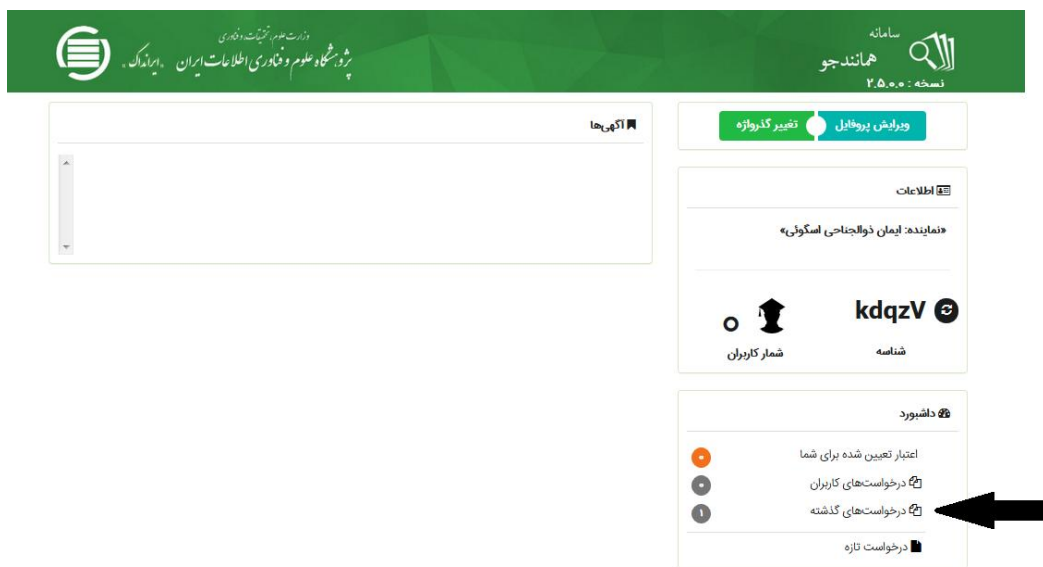 سامانه
همانندجو
نسخه : ۲.۵.۰.۰
وزارت علوم، تحقیقات و فناوری
پژوهشگاه علوم و فناوری اطلاعات ایران «ایرانداک»
ویرایش پروفایل
تغییر گذرواژه
اطلاعات
«نماینده: ایمان ذوالجناحی اسگوئی»
kdqzV
شناسه
۰
شمار کاربران
داشبورد
اعتبار تعیین شده برای شما ۰
درخواست‌های کاربران ۰
درخواست‌های گذشته ۱
درخواست تازه
آگهی‌ها